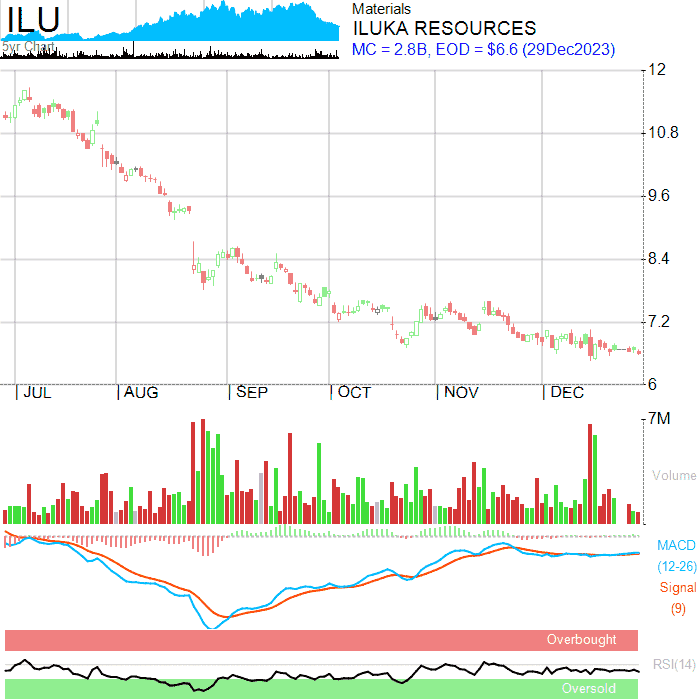 ILU
5yr Chart
Materials
ILUKA RESOURCES
MC = 2.8B, EOD = $6.6 (29Dec2023)
12
10.8
9.6
8.4
7.2
6
JUL AUG SEP OCT NOV DEC
7M
Volume
MACD
(12-26)
Signal
(9)
Overbought
RSI(14)
Oversold